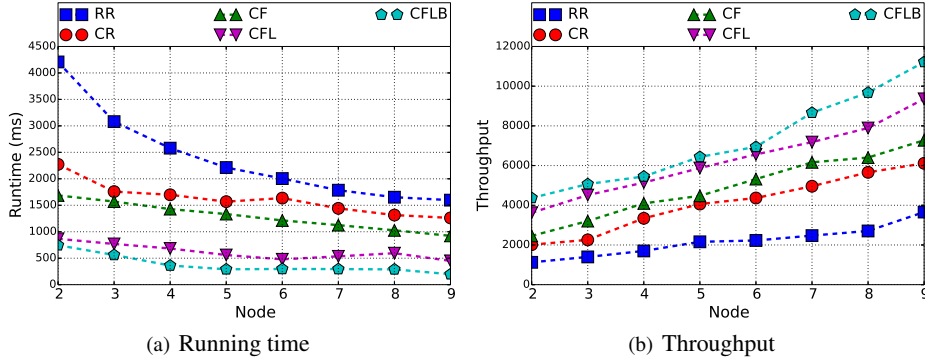 RR CF CFLB
CR CFL
4500
4000
3500
3000
2500
2000
1500
1000
500
0
Runtime (ms)
2 3 4 5 6 7 8 9
Node
(a) Running time
RR CF CFLB
CR CFL
12000
10000
8000
6000
4000
2000
0
Throughput
2 3 4 5 6 7 8 9
Node
(b) Throughput